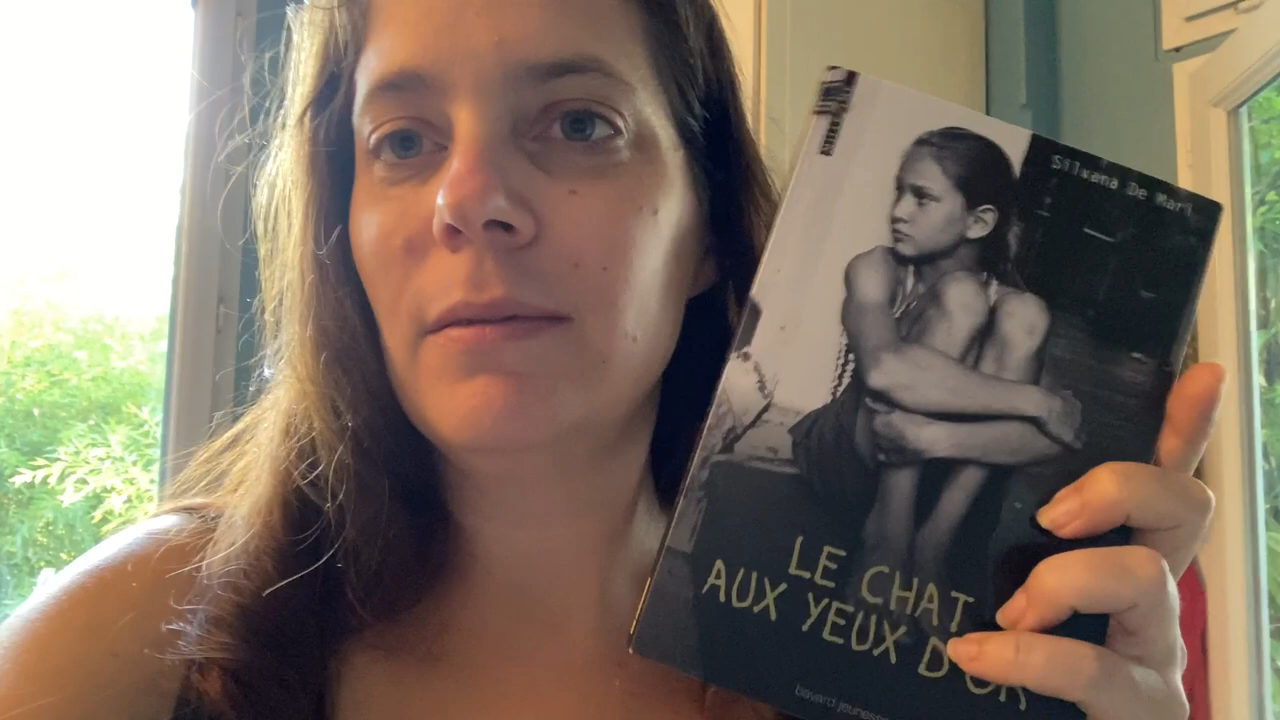 Silvana De Mari
LE CHAT
AUX YEUX D'OR
bayard jeunesse